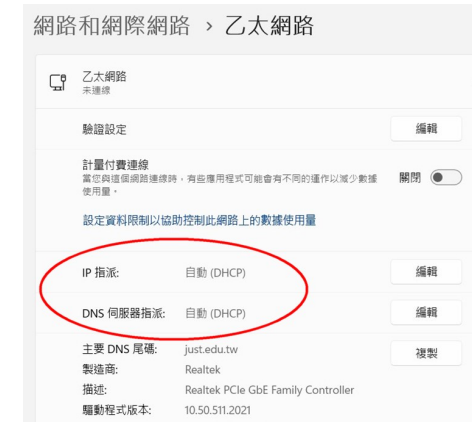 網路和網際網路 › 乙太網路
乙太網路
未連線
驗證設定 編輯
計量付費連線
當您與這個網路連線時，有些應用程式可能會有不同的運作以減少數據 關閉
使用量。
設定資料限制以協助控制此網路上的數據使用量
IP 指派: 自動 (DHCP) 編輯
DNS 伺服器指派: 自動 (DHCP) 編輯
主要 DNS 尾碼: just.edu.tw 複製
製造商: Realtek
描述: Realtek PCIe GbE Family Controller
驅動程式版本: 10.50.511.2021